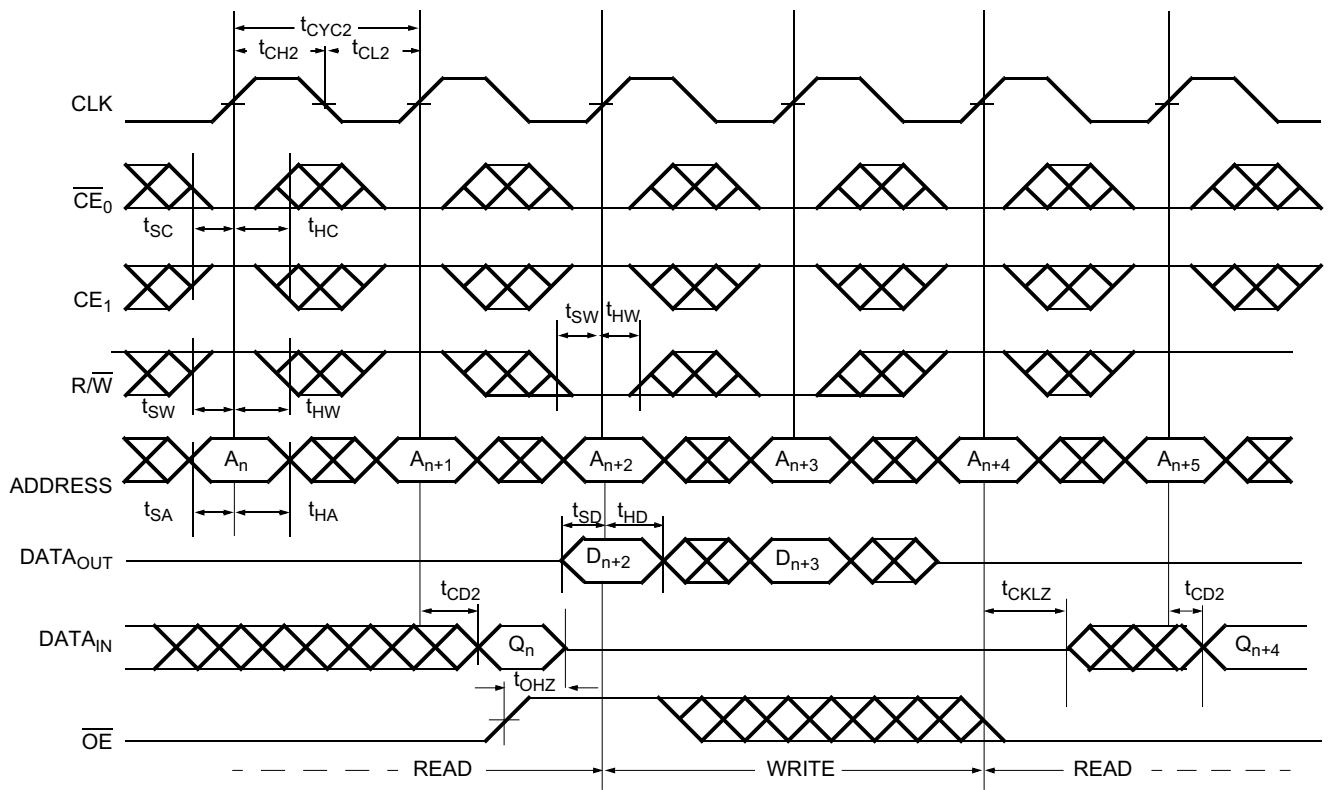 tCYC2
tCH2 tCL2
CLK
CE0
tSC tHC
CE1
tSW tHW
R/W
tSW tHW
An An+1 An+2 An+3 An+4 An+5
ADDRESS
tSA tHA
tSD tHD
DATAOUT Dn+2 Dn+3
tCD2 tCKLZ tCD2
DATAIN Qn Qn+4
tOHZ
OE
READ WRITE READ